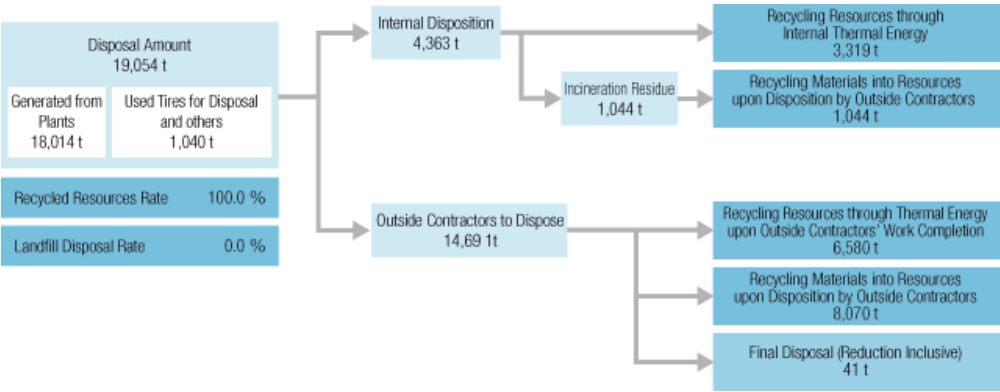 Disposal Amount
19,054 t
Generated from
Plants
18,014 t
Used Tires for Disposal
and others
1,040 t
Recycled Resources Rate 100.0 %
Landfill Disposal Rate 0.0 %
Internal Disposition
4,363 t
Incineration Residue
1,044 t
Recycling Resources through
Internal Thermal Energy
3,319 t
Recycling Materials into Resources
upon Disposition by Outside Contractors
1,044 t
Outside Contractors to Dispose
14,69 1t
Recycling Resources through Thermal Energy
upon Outside Contractors' Work Completion
6,580 t
Recycling Materials into Resources
upon Disposition by Outside Contractors
8,070 t
Final Disposal (Reduction Inclusive)
41 t